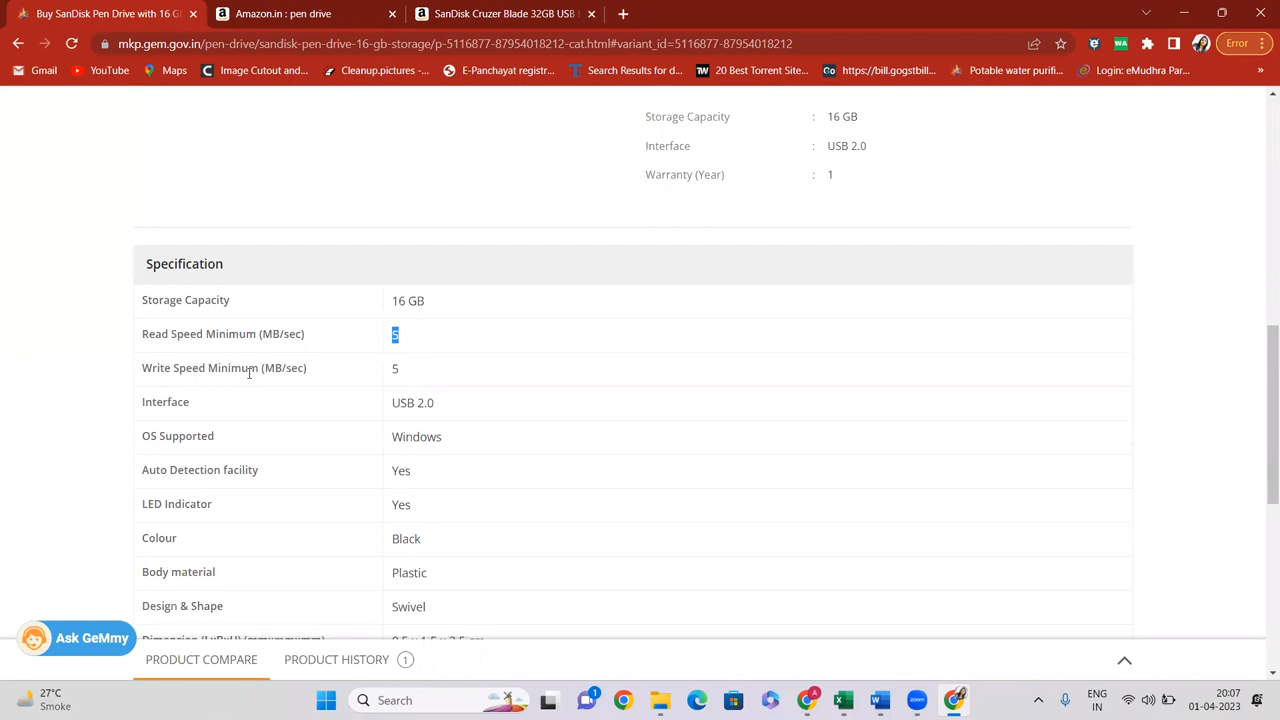 Buy SanDisk Pen Drive with 16 G
Amazon.in : pen drive
SanDisk Cruzer Blade 32GB USB
mkp.gem.gov.in/pen-drive/sandisk-pen-drive-16-gb-storage/p-5116877-87954018212-cat.html#variant_id=5116877-87954018212
Error
Gmail
YouTube
Maps
Image Cutout and...
Cleanup.pictures -...
E-Panchayat registr...
Search Results for d...
20 Best Torrent Site...
https://bill.gogstbill...
Potable water purifi...
Login: eMudhra Par...
Storage Capacity : 16 GB
Interface : USB 2.0
Warranty (Year) : 1
Specification
Storage Capacity 16 GB
Read Speed Minimum (MB/sec) 5
Write Speed Minimum (MB/sec) 5
Interface USB 2.0
OS Supported Windows
Auto Detection facility Yes
LED Indicator Yes
Colour Black
Body material Plastic
Design & Shape Swivel
Ask GeMmy
PRODUCT COMPARE
PRODUCT HISTORY 1
27°C
Smoke
Search
ENG
IN
20:07
01-04-2023